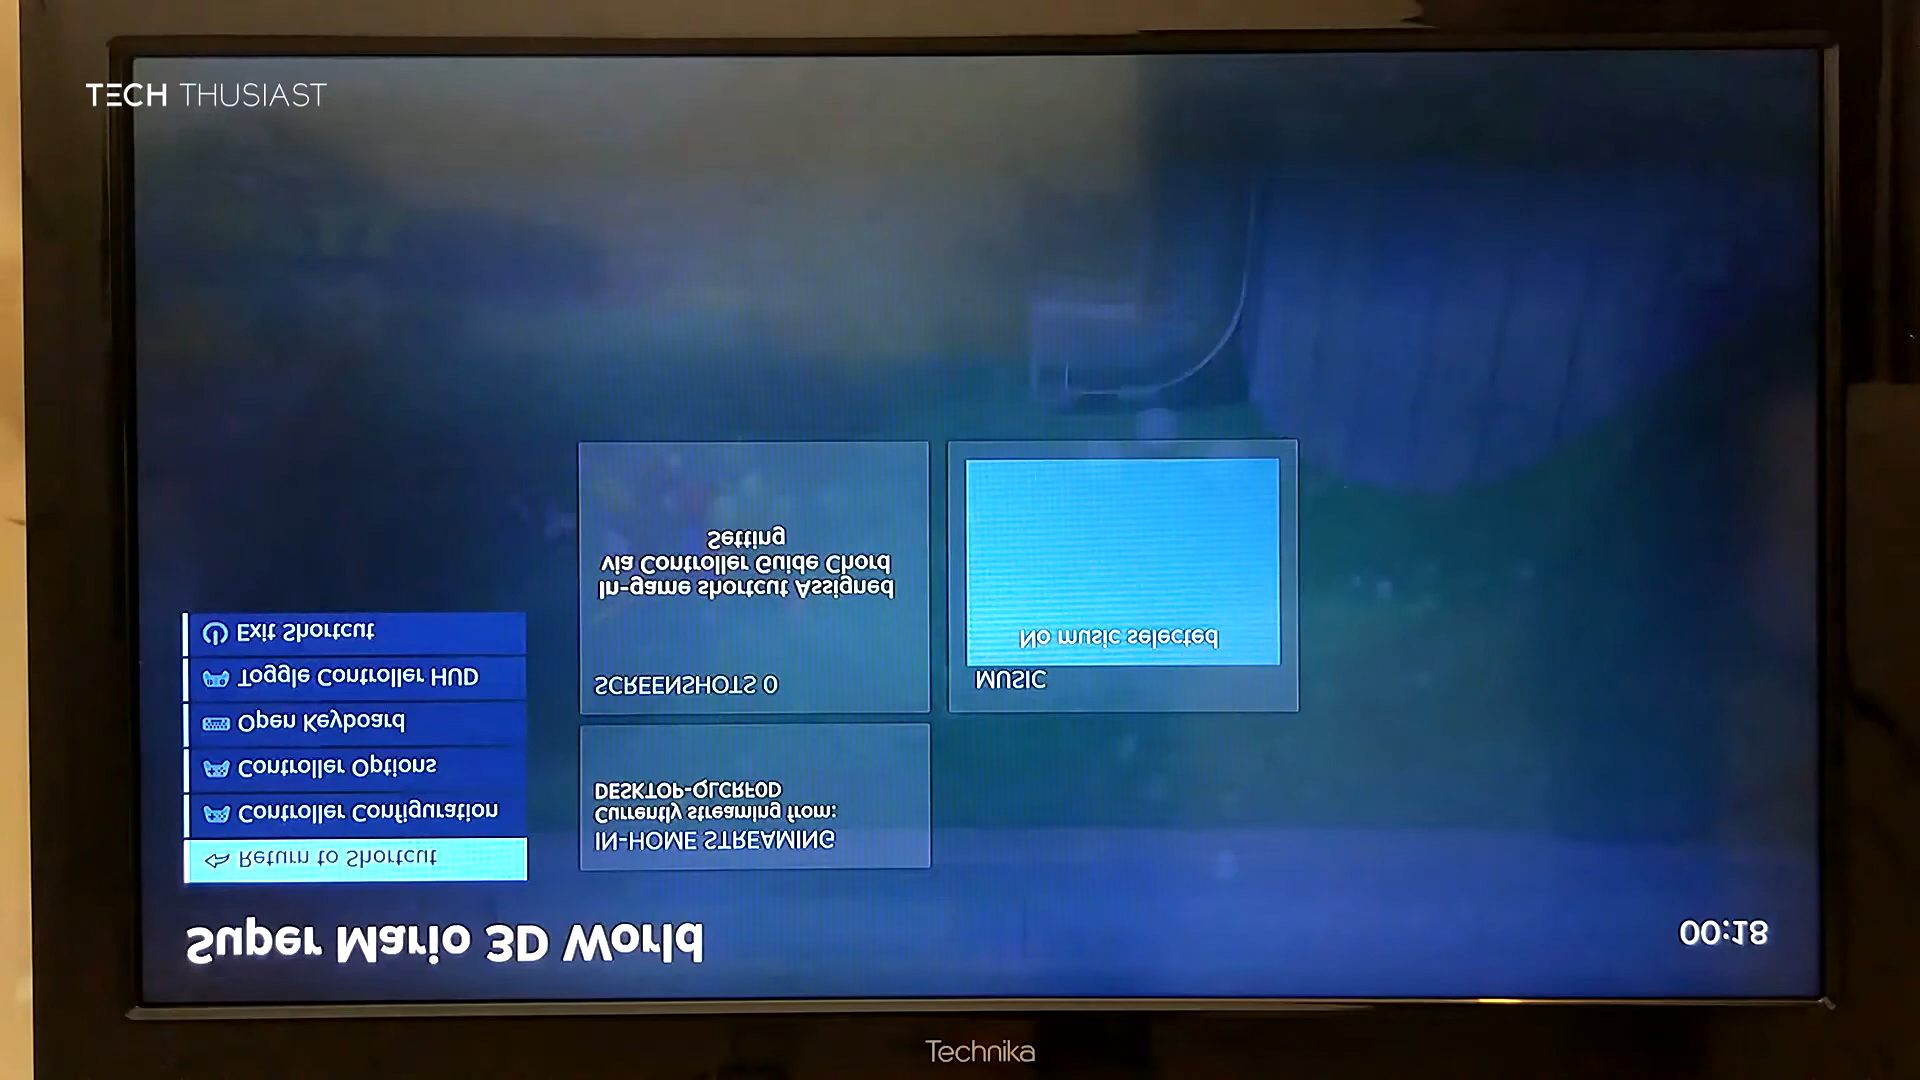 TECH THUSIAST
Super Mario 3D World
00:18
Return to Shortcut
Controller Configuration
Controller Options
Open Keyboard
Toggle Controller HUD
Exit Shortcut
IN-HOME STREAMING
Currently streaming from:
DESKTOP-QLCRF0D
SCREENSHOTS 0
In-game shortcut Assigned
via Controller Guide Chord
Setting
MUSIC
No music selected
Technika